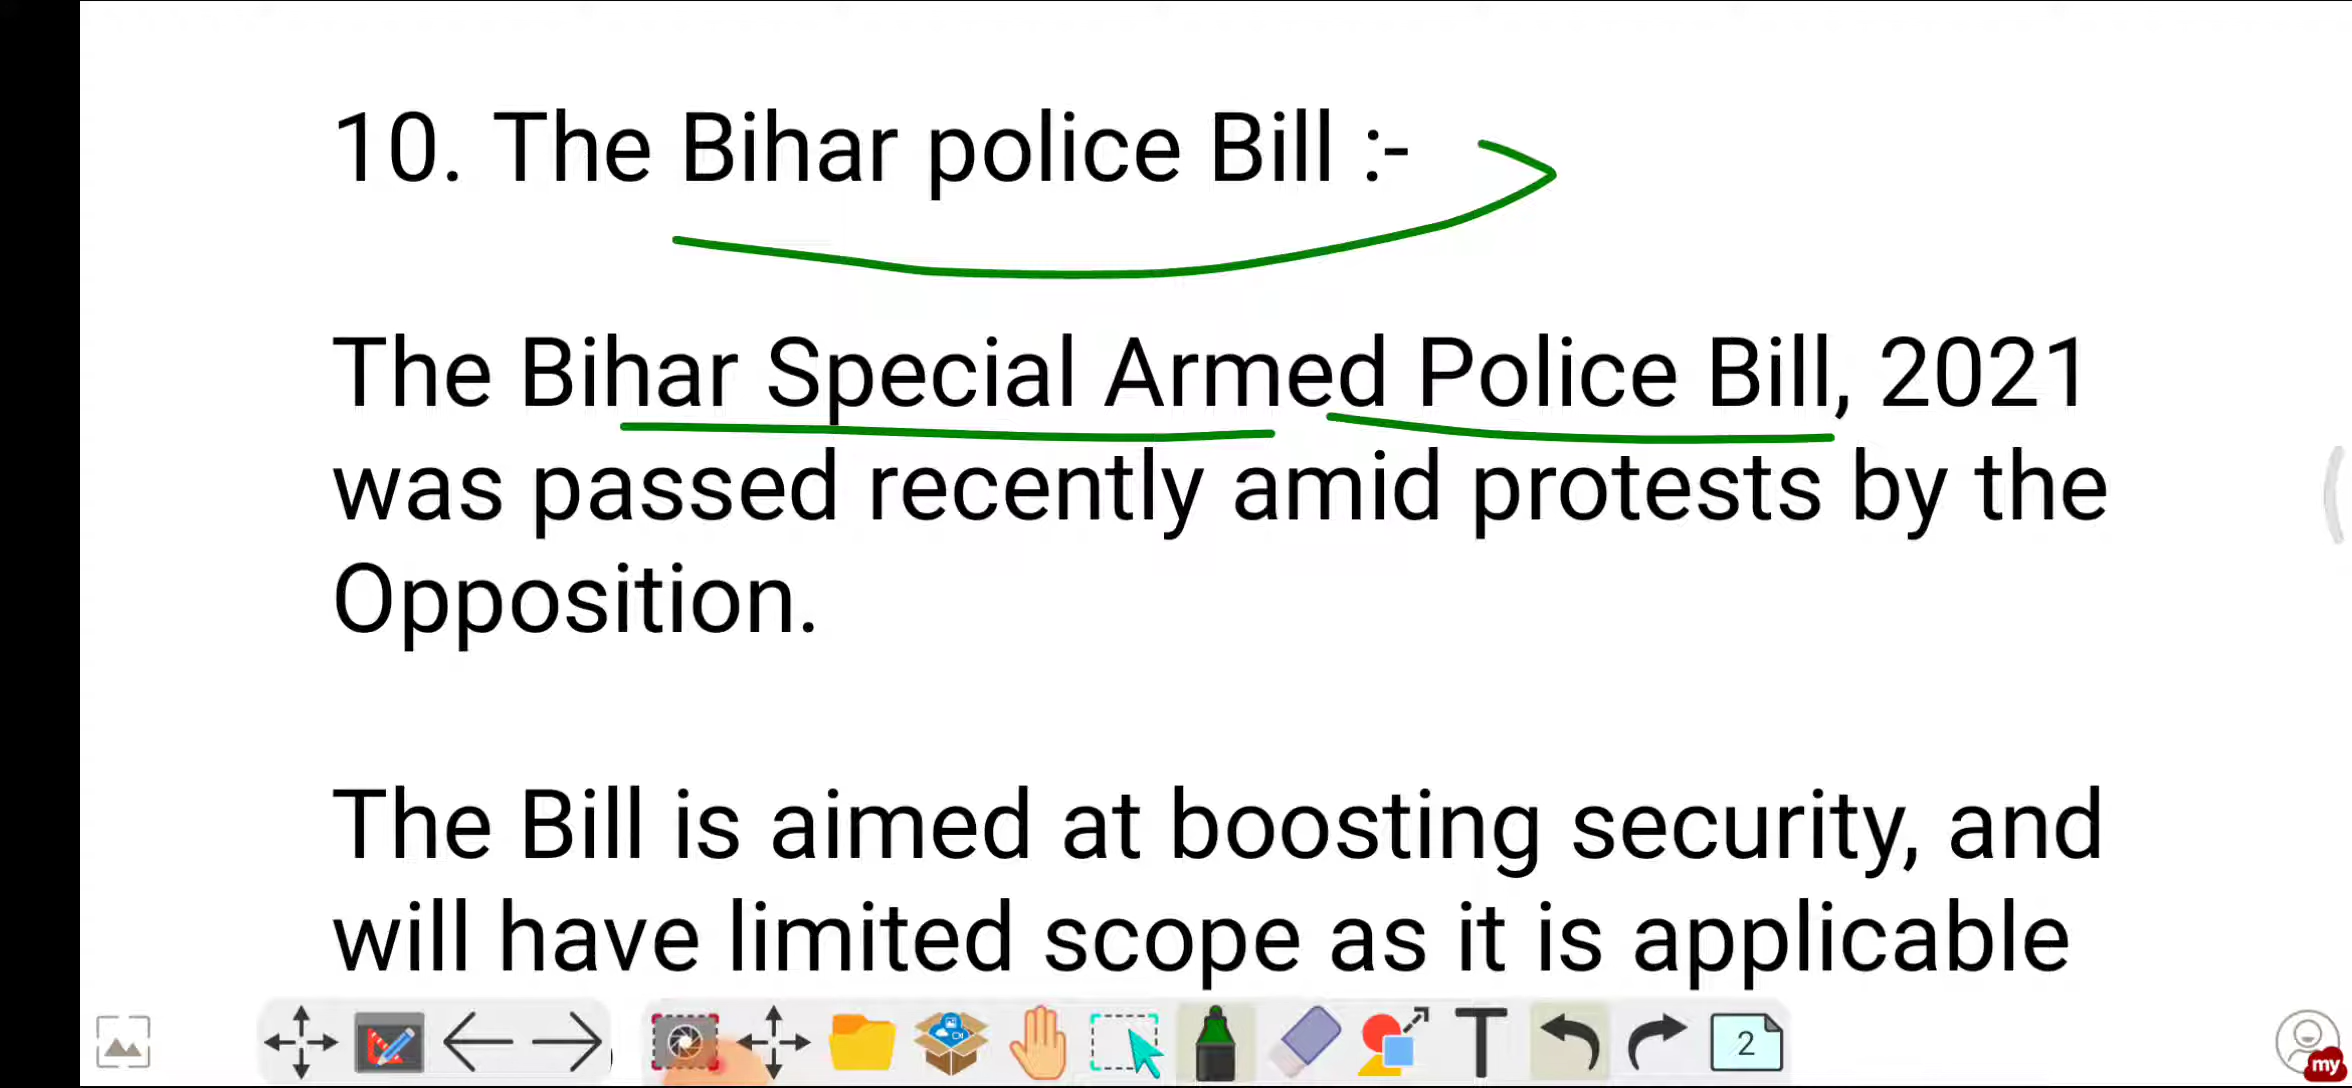 10. The Bihar police Bill :-
The Bihar Special Armed Police Bill, 2021
was passed recently amid protests by the
Opposition.
The Bill is aimed at boosting security, and
will have limited scope as it is applicable
T
2
my